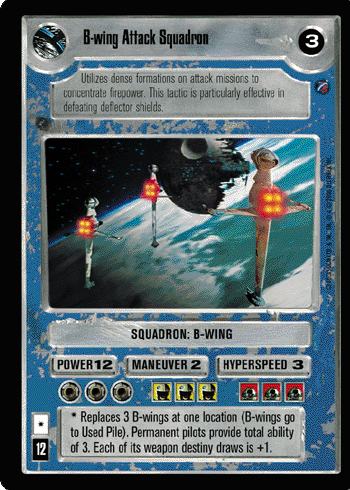 B-wing Attack Squadron
3
Utilizes dense formations on attack missions to
concentrate firepower. This tactic is particularly effective in
defeating deflector shields.
SQUADRON: B-WING
POWER 12 MANEUVER 2 HYPERSPEED 3
* Replaces 3 B-wings at one location (B-wings go
to Used Pile). Permanent pilots provide total ability
of 3. Each of its weapon destiny draws is +1.
*
12